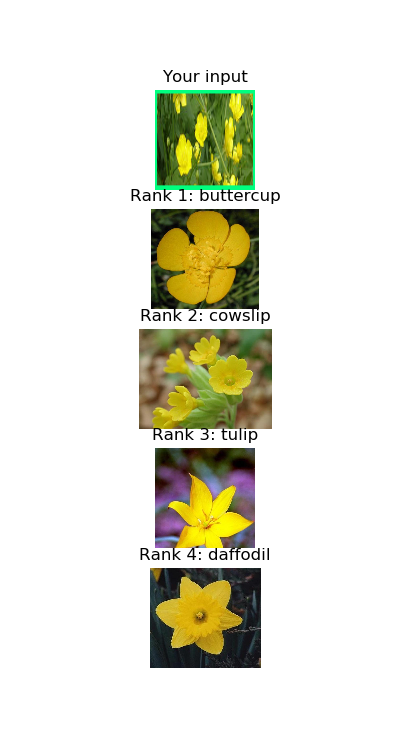 Your input
Rank 1: buttercup
Rank 2: cowslip
Rank 3: tulip
Rank 4: daffodil